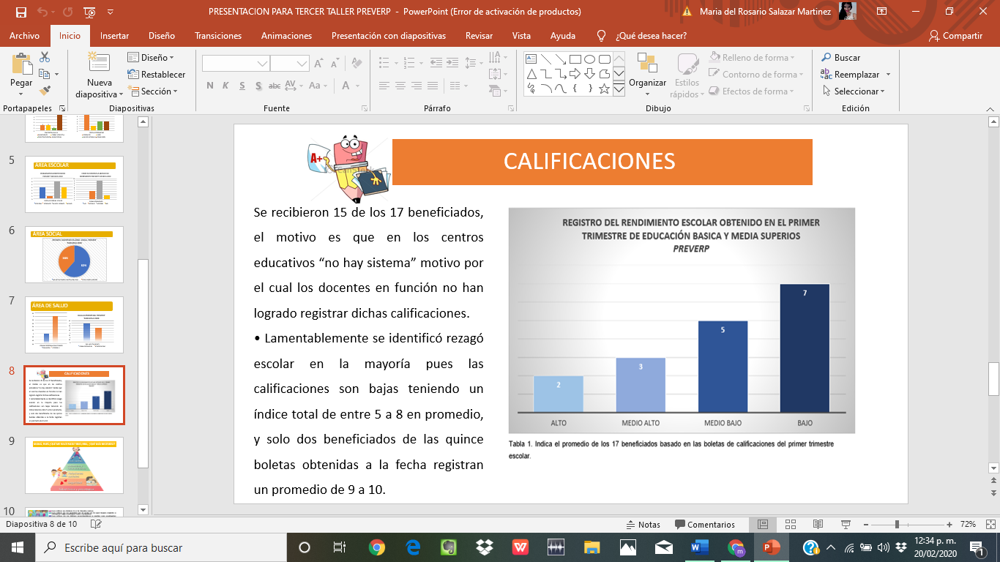 PRESENTACION PARA TERCER TALLER PREVERP - PowerPoint (Error de activación de productos)
Maria del Rosario Salazar Martinez
Archivo Inicio Insertar Diseño Transiciones Animaciones Presentación con diapositivas Revisar Vista Ayuda ¿Qué desea hacer? Compartir
Pegar
Nueva diapositiva
Diseño
Restablecer
Sección
N K S S abc AV Aa A
Organizar
Estilos rápidos
Relleno de forma
Contorno de forma
Efectos de forma
Buscar
Reemplazar
Seleccionar
Portapapeles Diapositivas Fuente Párrafo Dibujo Edición
5
AREA ESCOLAR
6
AREA SOCIAL
7
ÁREA DE SALUD
8
CALIFICACIONES
9
10
A+
CALIFICACIONES
Se recibieron 15 de los 17 beneficiados,
el motivo es que en los centros
educativos “no hay sistema” motivo por
el cual los docentes en función no han
logrado registrar dichas calificaciones.
• Lamentablemente se identificó rezagó
escolar en la mayoría pues las
calificaciones son bajas teniendo un
índice total de entre 5 a 8 en promedio,
y solo dos beneficiados de las quince
boletas obtenidas a la fecha registran
un promedio de 9 a 10.
REGISTRO DEL RENDIMIENTO ESCOLAR OBTENIDO EN EL PRIMER
TRIMESTRE DE EDUCACIÓN BASICA Y MEDIA SUPERIOS
PREVERP
2 3 5 7
ALTO MEDIO ALTO MEDIO BAJO BAJO
Tabla 1. Indica el promedio de los 17 beneficiados basado en las boletas de calificaciones del primer trimestre
escolar.
Diapositiva 8 de 10
Notas Comentarios 72%
Escribe aquí para buscar
12:34 p. m.
20/02/2020
1